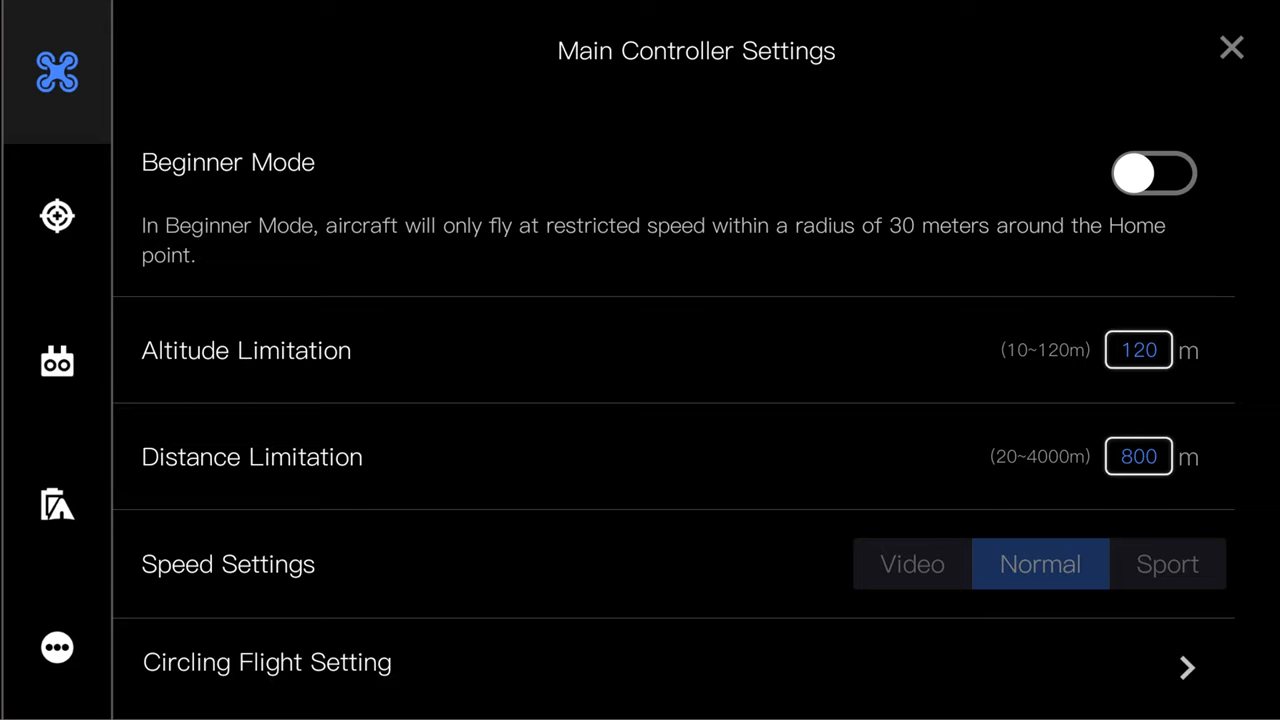 Main Controller Settings
Beginner Mode
In Beginner Mode, aircraft will only fly at restricted speed within a radius of 30 meters around the Home
point.
Altitude Limitation (10~120m) 120 m
Distance Limitation (20~4000m) 800 m
Speed Settings Video Normal Sport
Circling Flight Setting